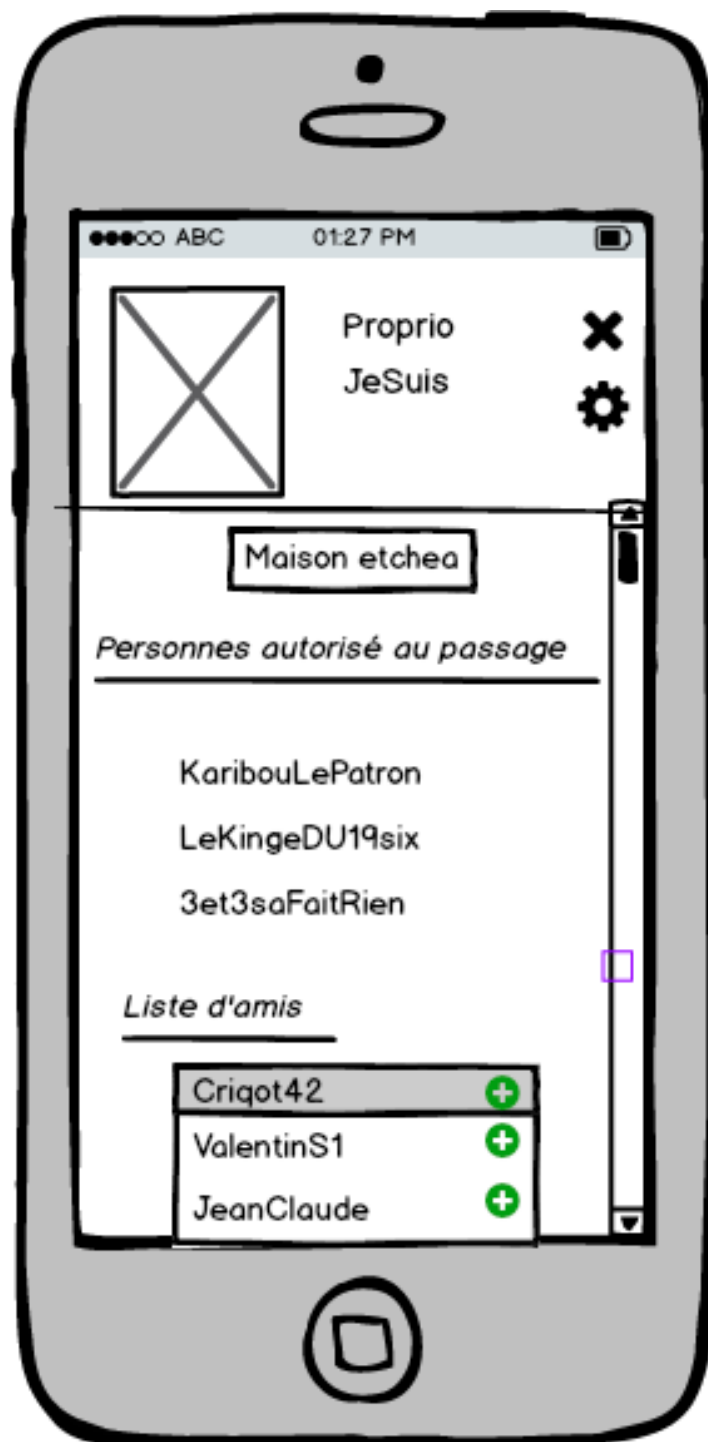 ABC 01:27 PM
Proprio
JeSuis
Maison etchea
Personnes autorisé au passage
KaribouLePatron
LeKingeDU19six
3et3saFaitRien
Liste d'amis
Criqot42
ValentinS1
JeanClaude